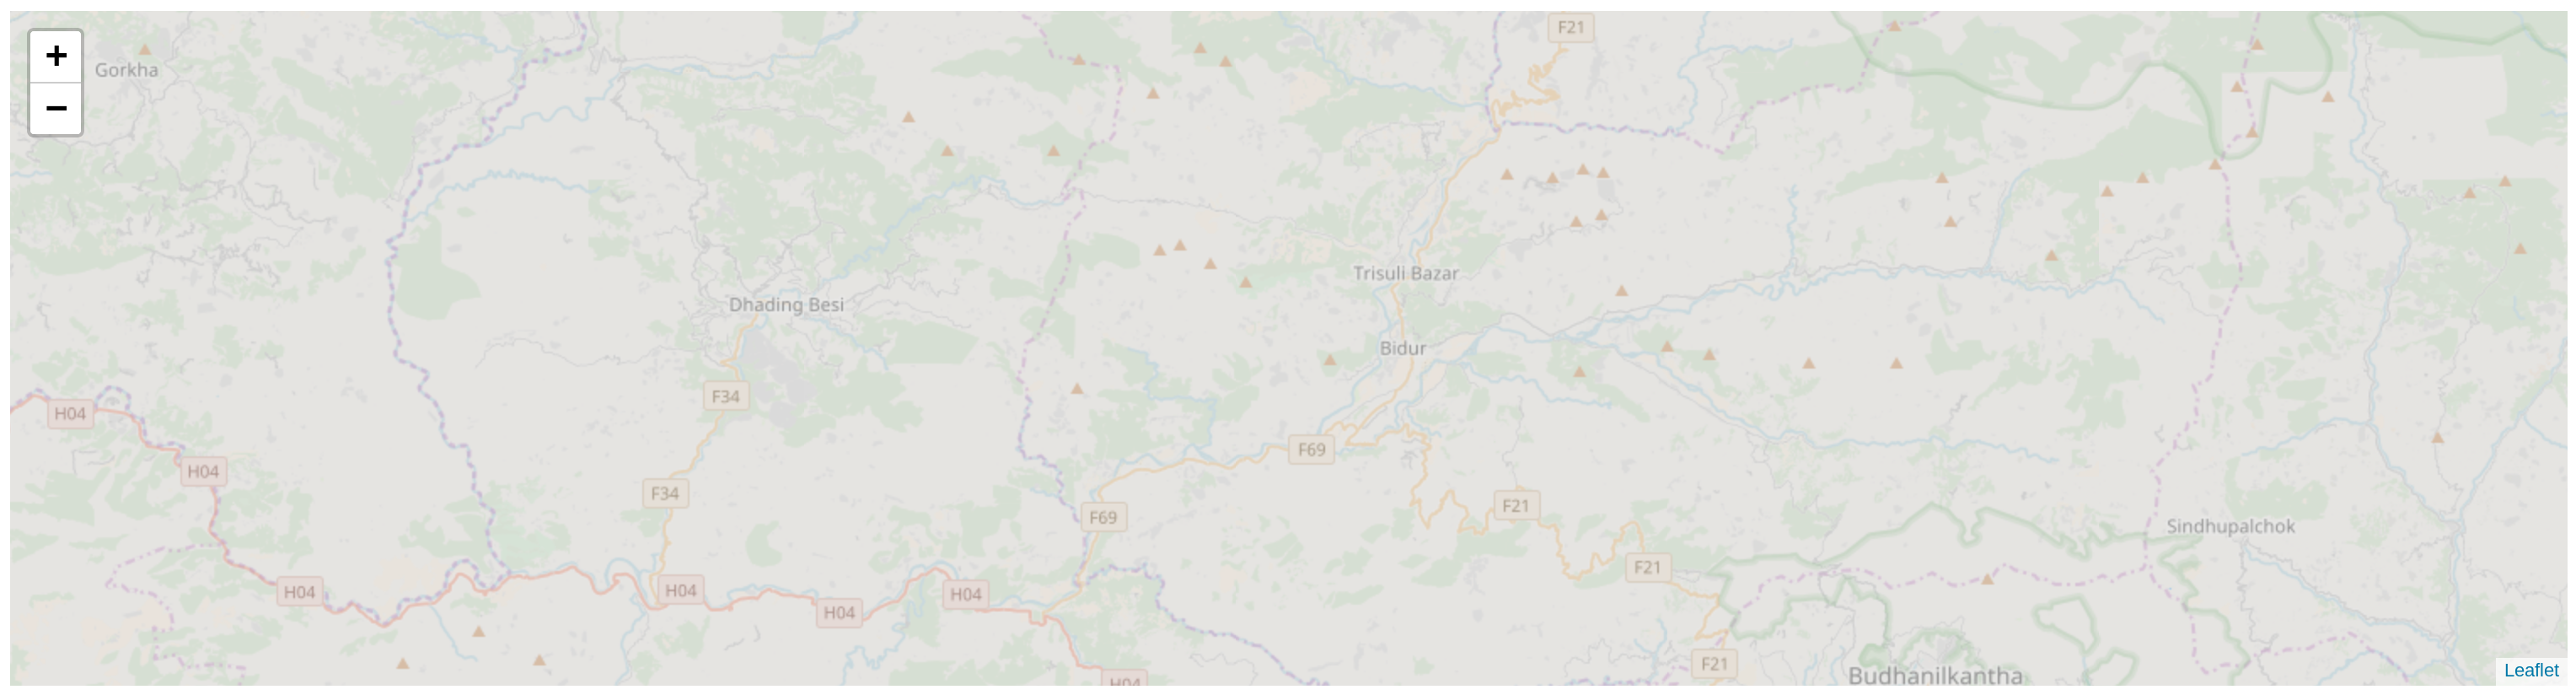 F21
+
Gorkha
−
Trisuli Bazar
Dhading Besi
Bidur
F34
H04
F69
H04
F34
F21
F69
Sindhupalchok
F21
H04
H04
H04
H04
F21
Leaflet
Budhanilkantha
H04